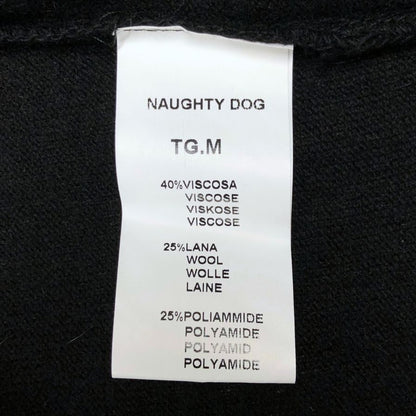 NAUGHTY DOG
TG.M
40%VISCOSA
VISCOSE
VISKOSE
VISCOSE
25%LANA
WOOL
WOLLE
LAINE
25%POLIAMMIDE
POLYAMIDE
POLYAMID
POLYAMIDE